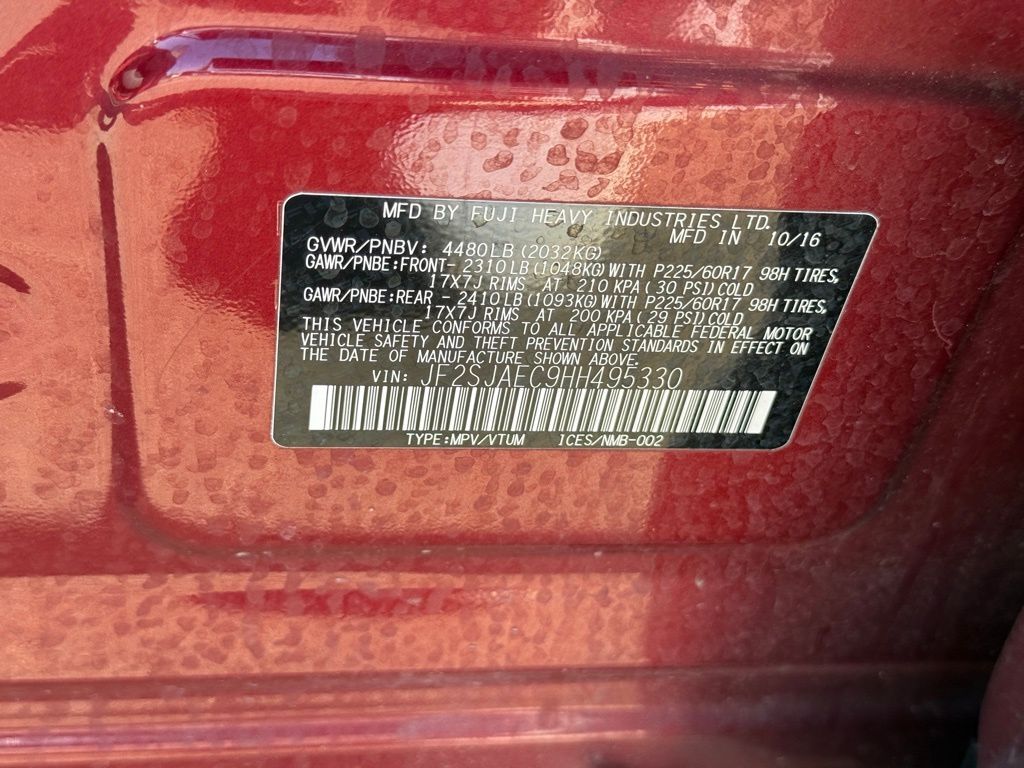 MFD BY FUJI HEAVY INDUSTRIES LTD.
MFD IN 10/16
GVWR/PNBV: 4480LB (2032KG)
GAWR/PNBE:FRONT- 2310LB (1048KG) WITH P225/60R17 98H TIRES,
17X7J RIMS AT 210 KPA ( 30 PSI) COLD
GAWR/PNBE:REAR - 2410LB (1093KG) WITH P225/60R17 98H TIRES,
17X7J RIMS AT 200 KPA (29 PSI) COLD
THIS VEHICLE CONFORMS TO ALL APPLICABLE FEDERAL MOTOR
VEHICLE SAFETY AND THEFT PREVENTION STANDARDS IN EFFECT ON
THE DATE OF MANUFACTURE SHOWN ABOVE.
VIN: JF2SJAEC9HH495330
TYPE:MPV/VTUM ICES/NMB-002